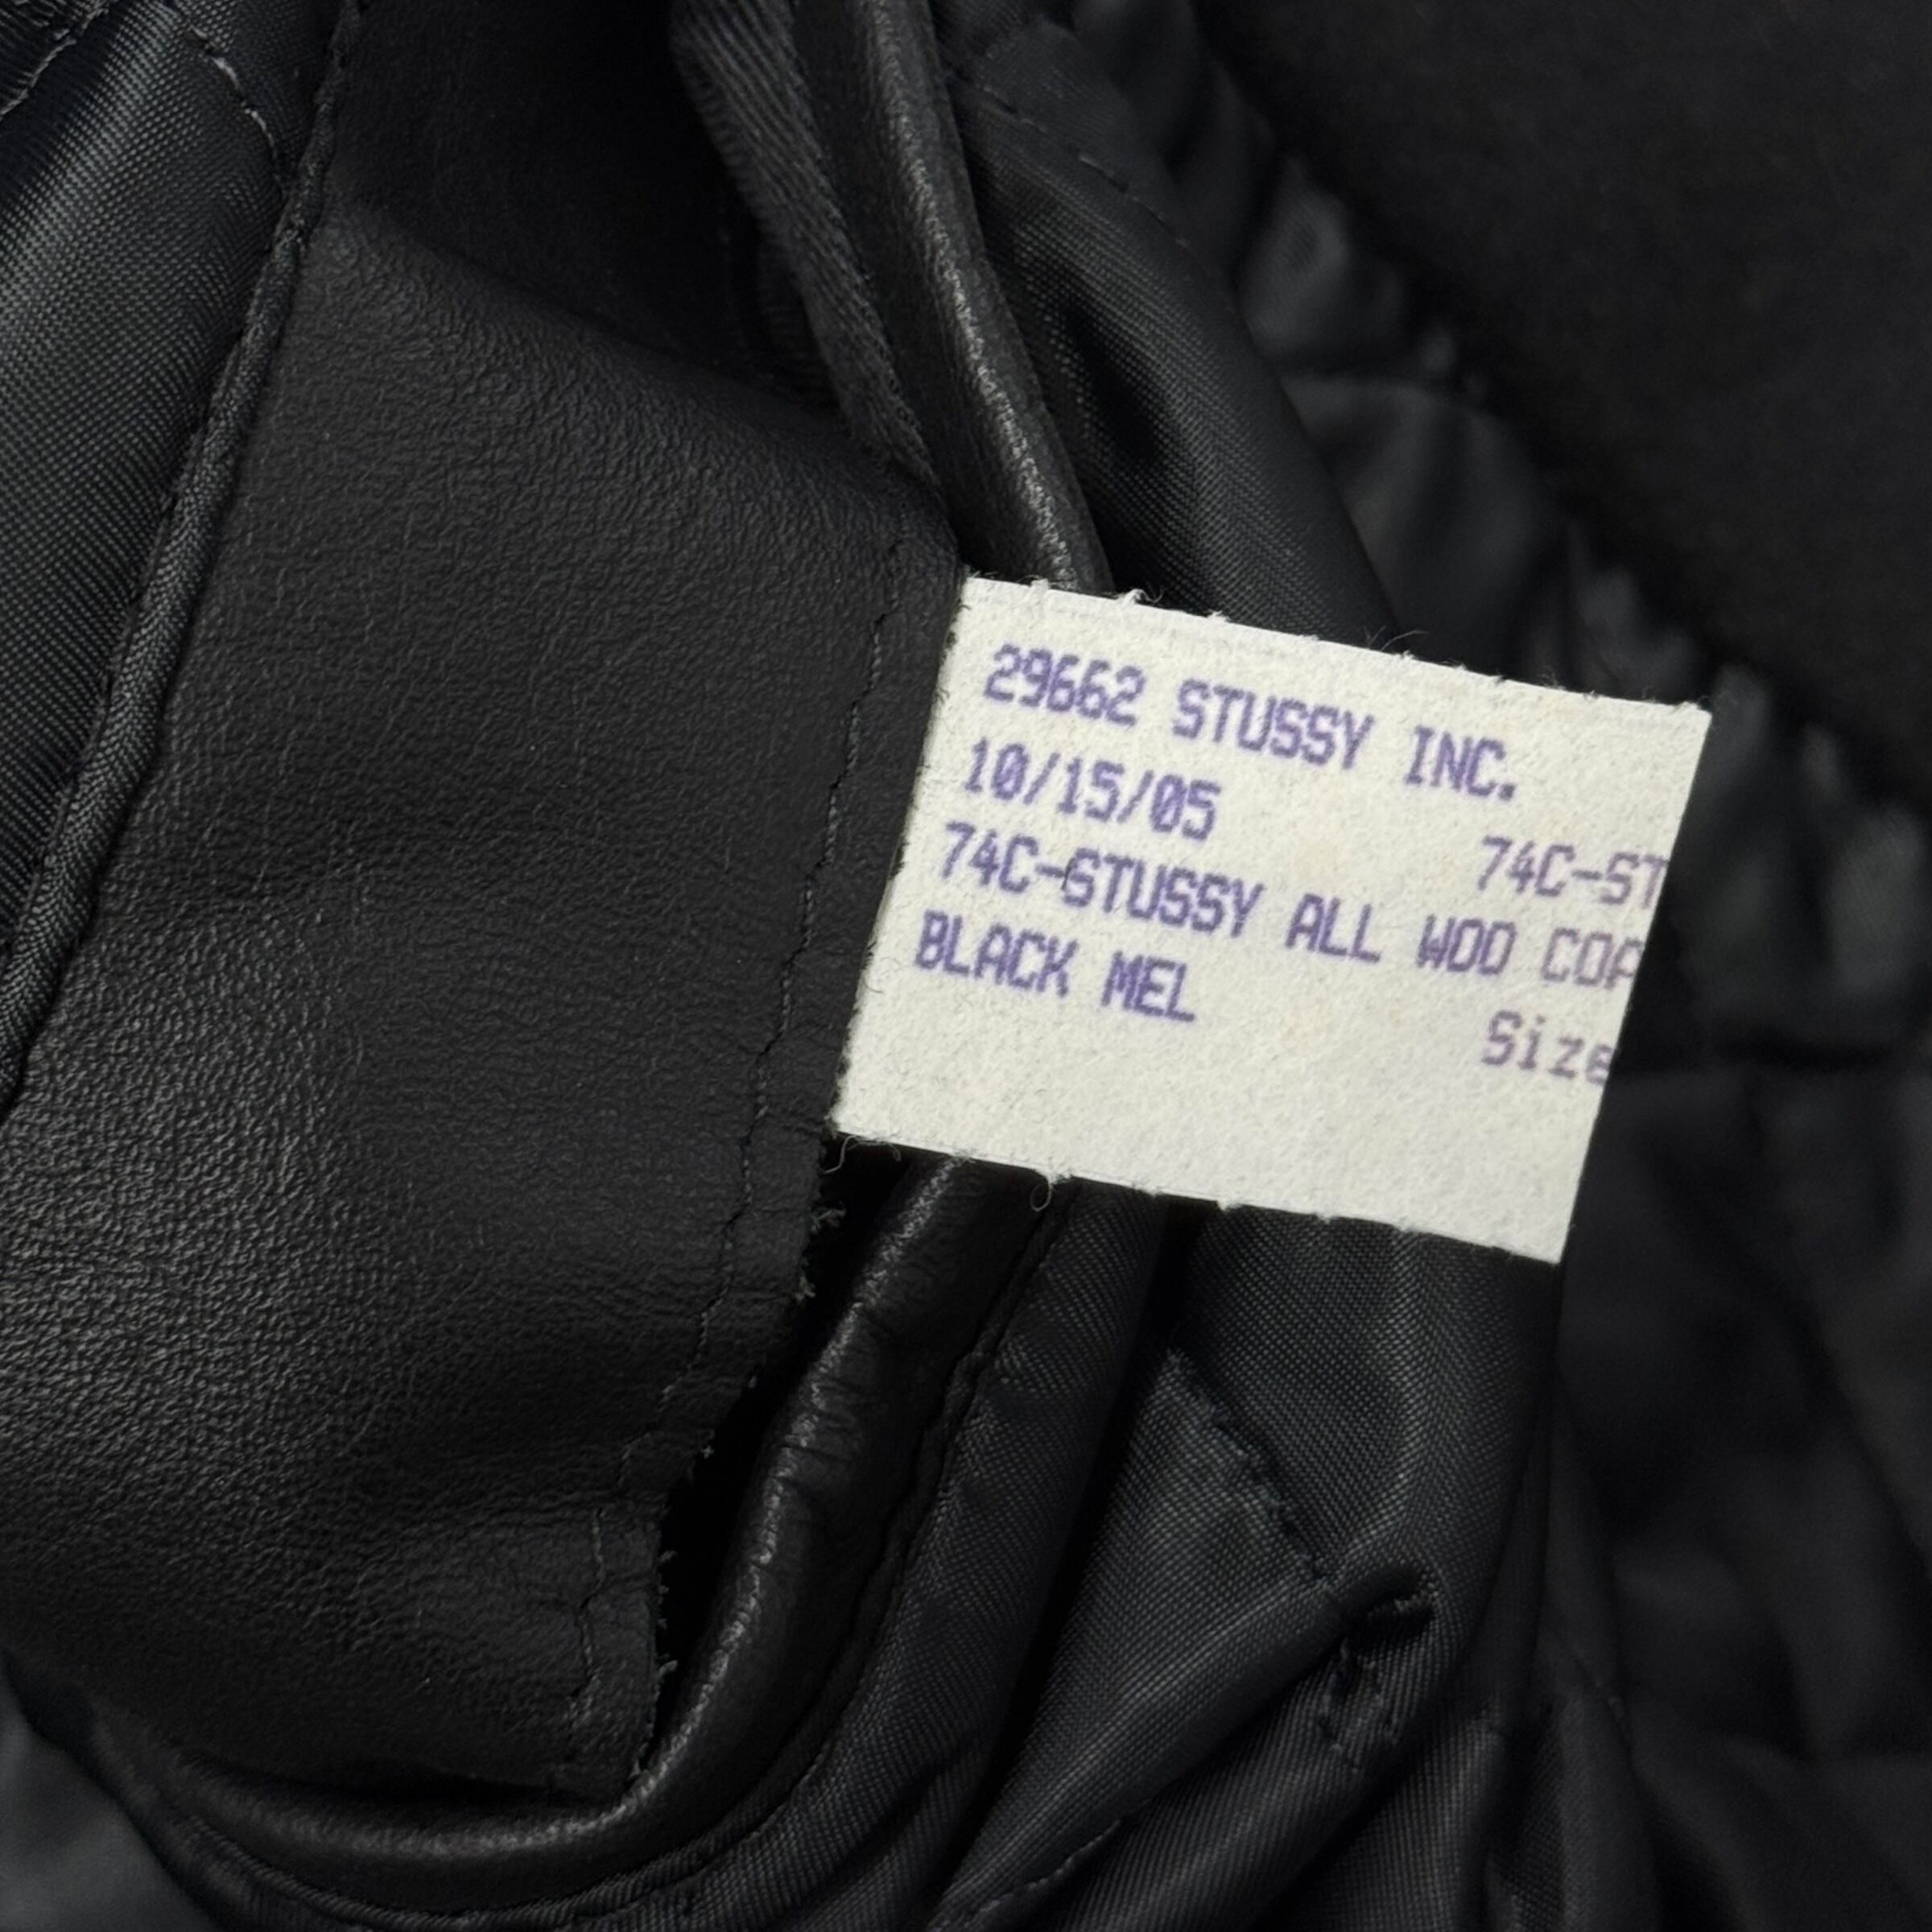 29662 STUSSY INC.
10/15/05
74C-ST
74C-STUSSY ALL WOO COA
BLACK MEL
Size